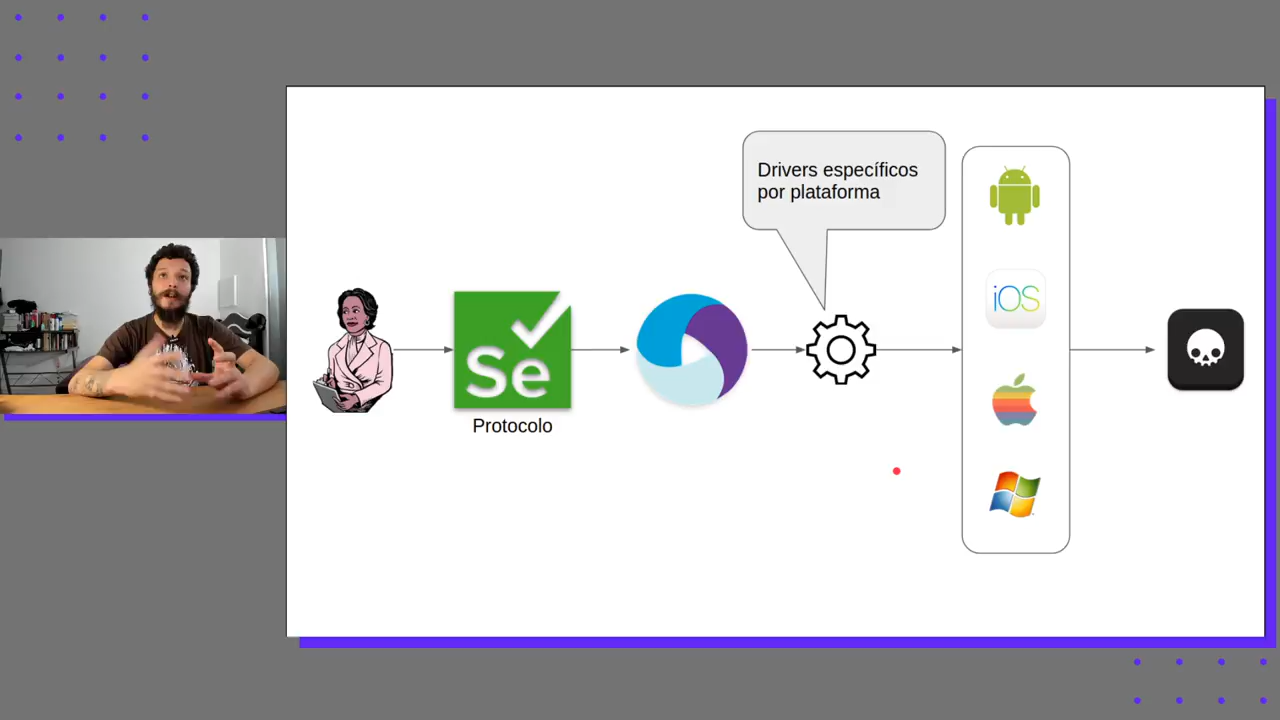 Drivers específicos
por plataforma
iOS
Se
Protocolo